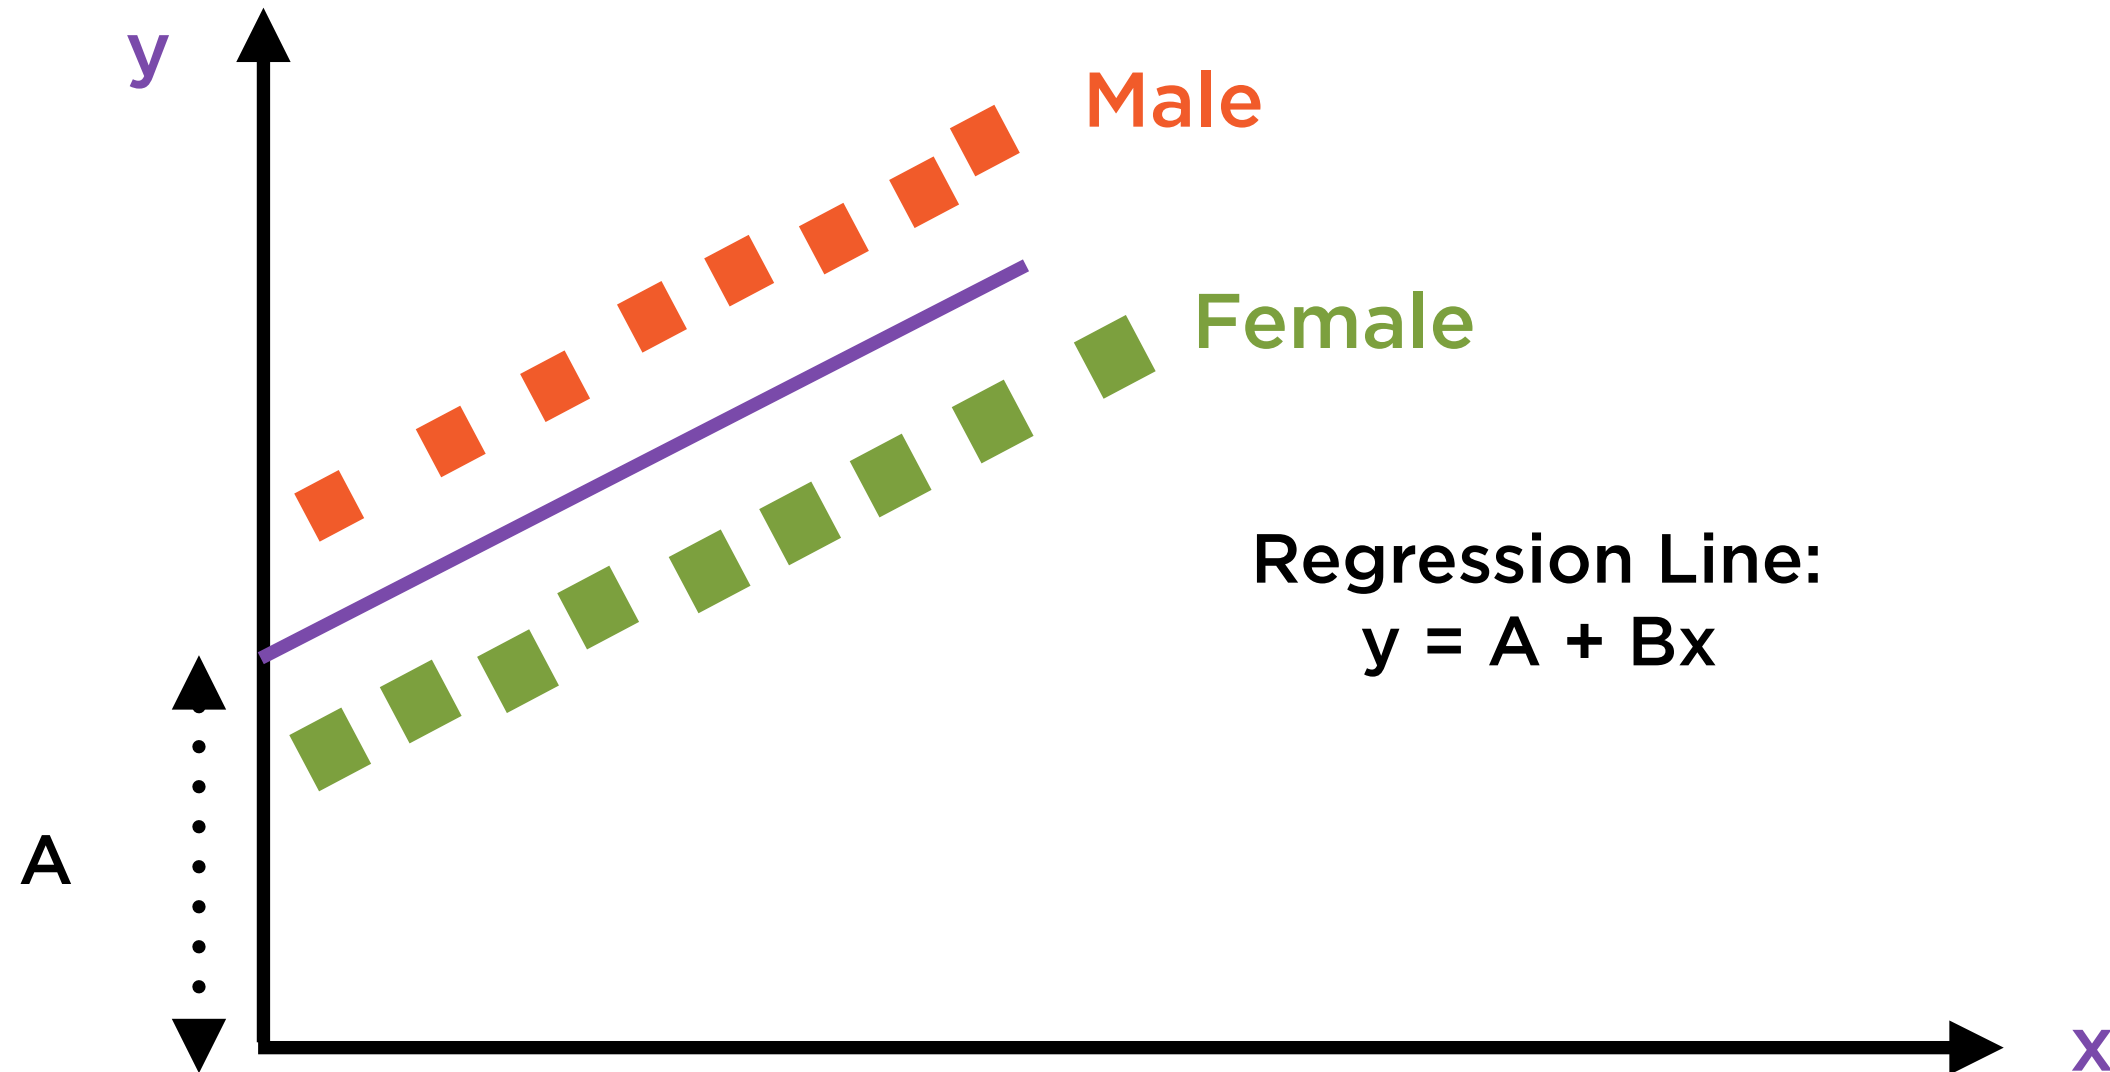 y
Male
Female
Regression Line:
y = A + Bx
A
x